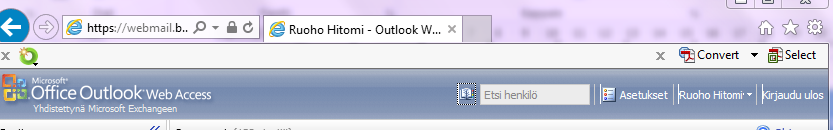 https://webmail.b...
Ruoho Hitomi - Outlook W...
x
x Convert Select
Microsoft®
Office Outlook Web Access
Yhdistettynä Microsoft Exchangeen
Etsi henkilö
Asetukset
Ruoho Hitomi
Kirjaudu ulos